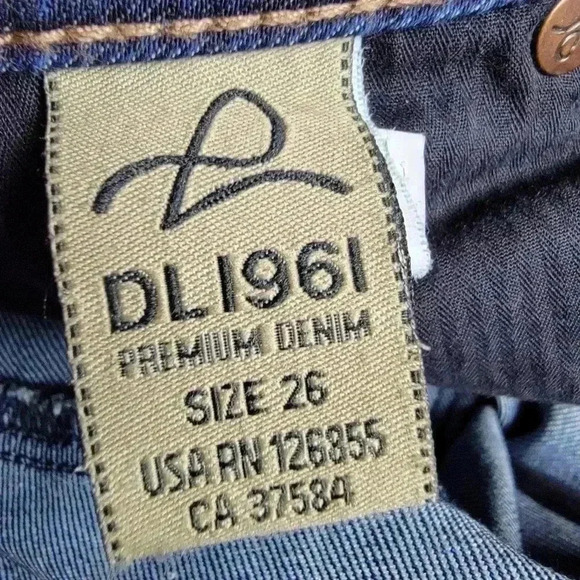 DL1961
PREMIUM DENIM
SIZE 26
USA RN 126855
CA 37584